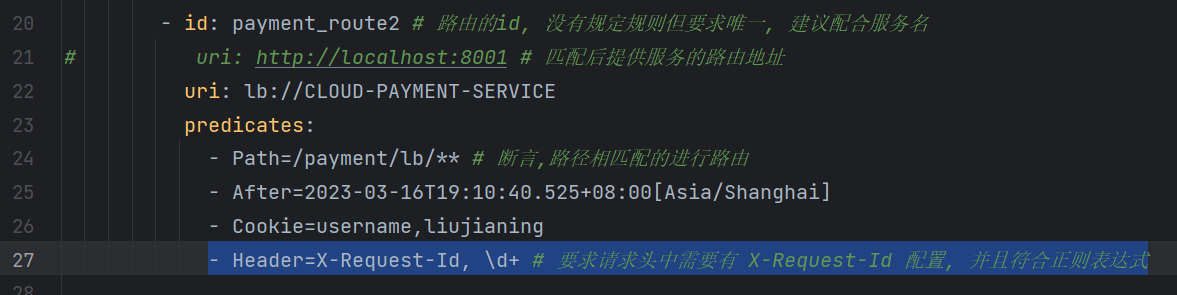 20 - id: payment_route2 # 路由的id, 没有规定规则但要求唯一, 建议配合服务名
21 # uri: http://localhost:8001 # 匹配后提供服务的路由地址
22 uri: lb://CLOUD-PAYMENT-SERVICE
23 predicates:
24 - Path=/payment/lb/** # 断言,路径相匹配的进行路由
25 - After=2023-03-16T19:10:40.525+08:00[Asia/Shanghai]
26 - Cookie=username,liujianing
27 - Header=X-Request-Id, \d+ # 要求请求头中需要有 X-Request-Id 配置, 并且符合正则表达式
28